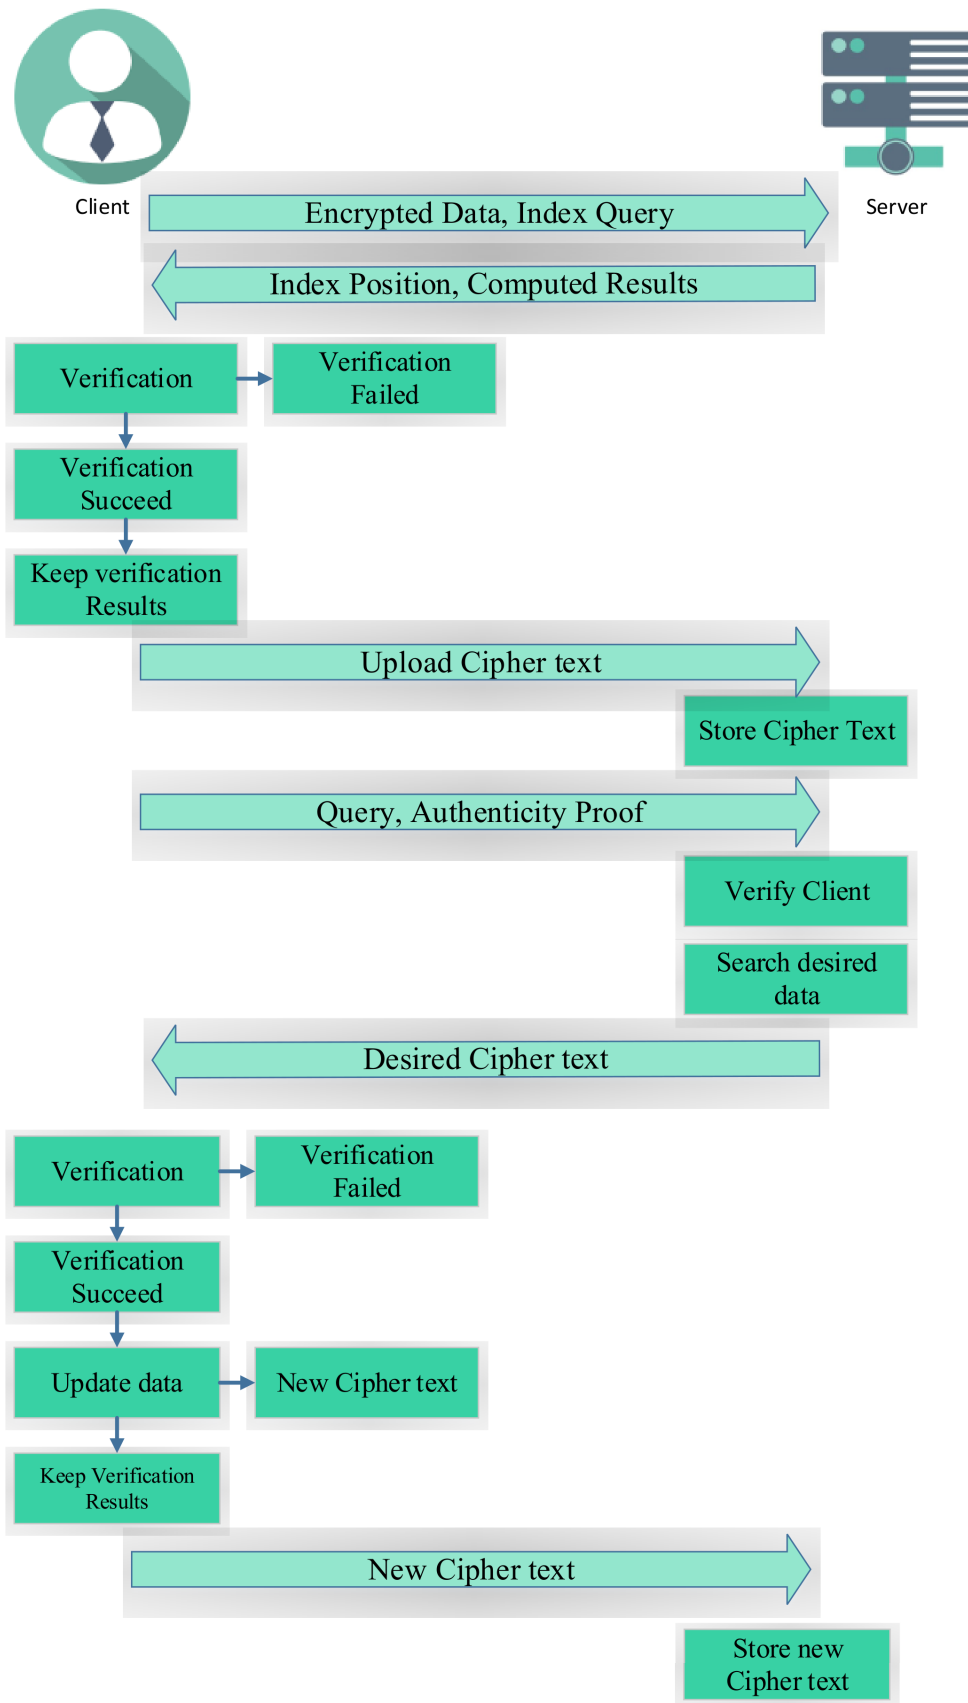 Client
Server
Encrypted Data, Index Query
Index Position, Computed Results
Verification
Verification
Failed
Verification
Succeed
Keep verification
Results
Upload Cipher text
Store Cipher Text
Query, Authenticity Proof
Verify Client
Search desired
data
Desired Cipher text
Verification
Verification
Failed
Verification
Succeed
Update data
New Cipher text
Keep Verification
Results
New Cipher text
Store new
Cipher text